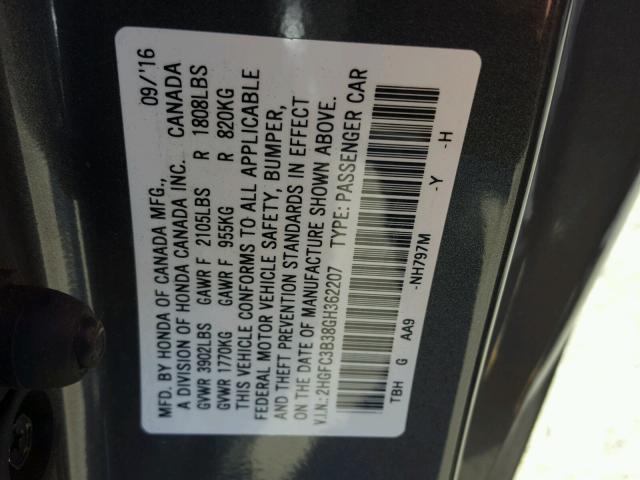 MFD. BY HONDA OF CANADA MFG., 09/'16
A DIVISION OF HONDA CANADA INC. CANADA
GVWR 3902LBS GAWR F 2105LBS R 1808LBS
GVWR 1770KG GAWR F 955KG R 820KG
THIS VEHICLE CONFORMS TO ALL APPLICABLE
FEDERAL MOTOR VEHICLE SAFETY, BUMPER,
AND THEFT PREVENTION STANDARDS IN EFFECT
ON THE DATE OF MANUFACTURE SHOWN ABOVE.
V.I.N.: 2HGFC3B38GH362207 TYPE: PASSENGER CAR
TBH G AA9 -NH797M -Y -H